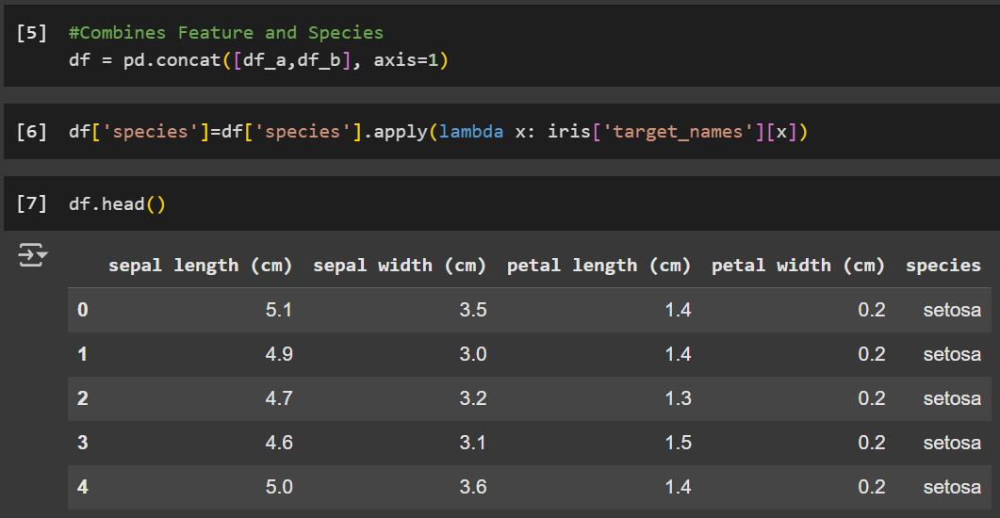 [5] #Combines Feature and Species
df = pd.concat([df_a,df_b], axis=1)
[6] df['species']=df['species'].apply(lambda x: iris['target_names'][x])
[7] df.head()
sepal length (cm) sepal width (cm) petal length (cm) petal width (cm) species
0 5.1 3.5 1.4 0.2 setosa
1 4.9 3.0 1.4 0.2 setosa
2 4.7 3.2 1.3 0.2 setosa
3 4.6 3.1 1.5 0.2 setosa
4 5.0 3.6 1.4 0.2 setosa